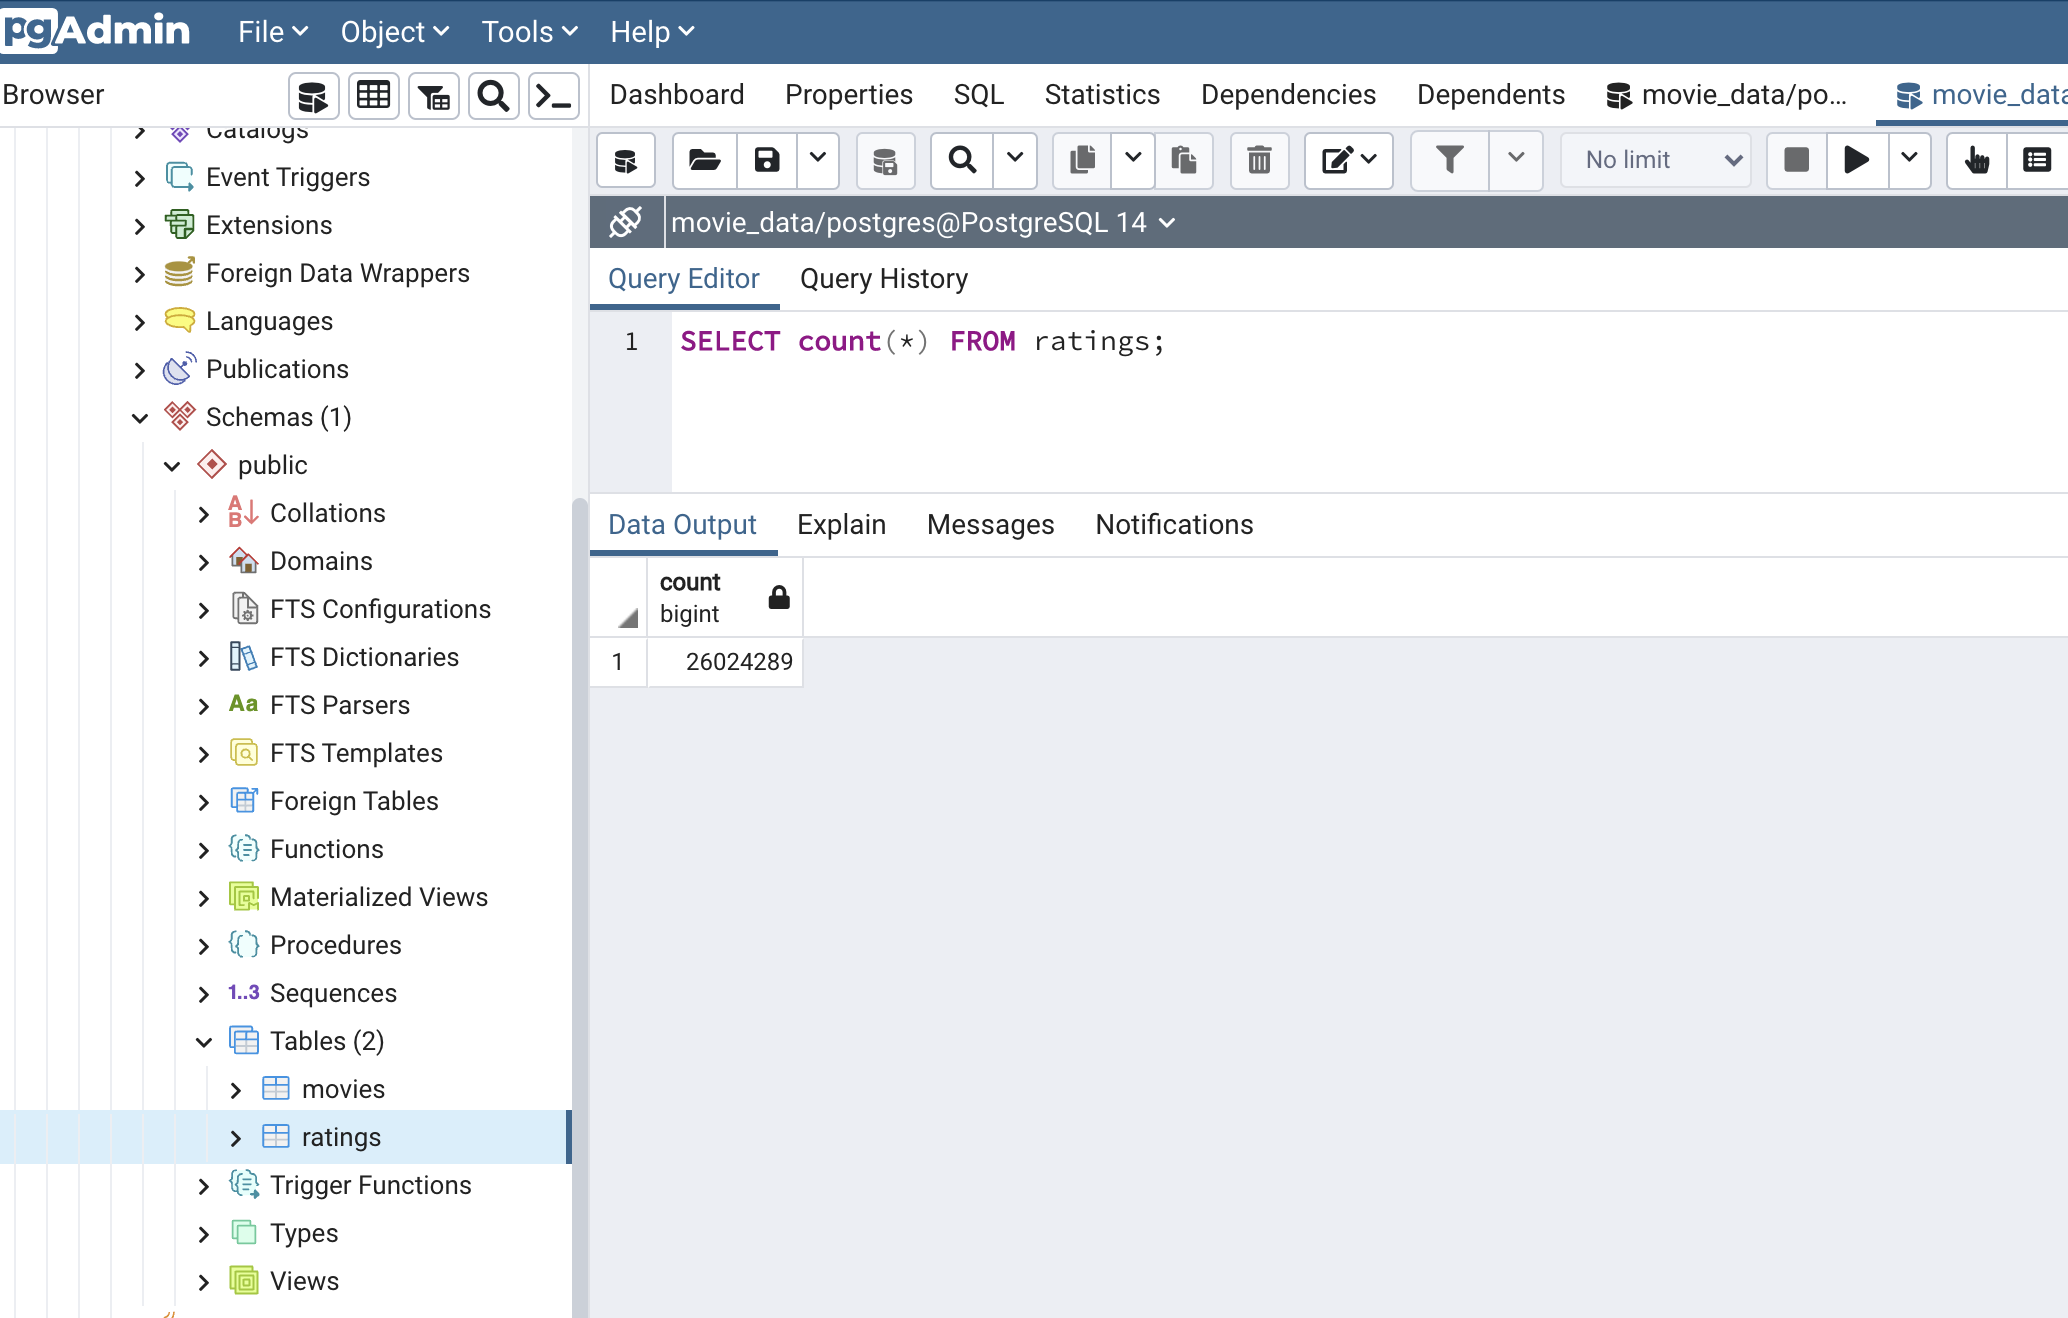 pgAdmin File Object Tools Help
Browser
Dashboard Properties SQL Statistics Dependencies Dependents movie_data/po... movie_data
Catalogs
Event Triggers
Extensions
Foreign Data Wrappers
Languages
Publications
Schemas (1)
public
Collations
Domains
FTS Configurations
FTS Dictionaries
Aa FTS Parsers
FTS Templates
Foreign Tables
Functions
Materialized Views
Procedures
1..3 Sequences
Tables (2)
movies
ratings
Trigger Functions
Types
Views
No limit
movie_data/postgres@PostgreSQL 14
Query Editor Query History
1 SELECT count(*) FROM ratings;
Data Output Explain Messages Notifications
count
bigint
1 26024289